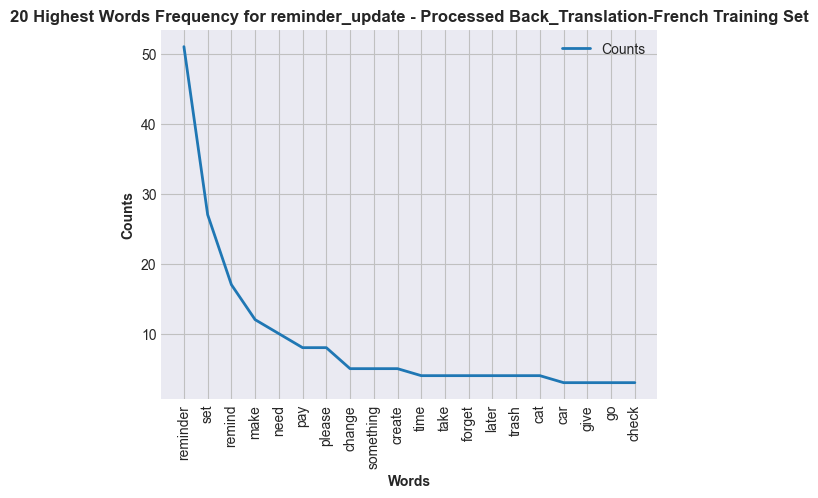 20 Highest Words Frequency for reminder_update - Processed Back_Translation-French Training Set
Counts
50
40
30
20
10
Counts
reminder
set
remind
make
need
pay
please
change
something
create
time
take
forget
later
trash
cat
car
give
go
check
Words